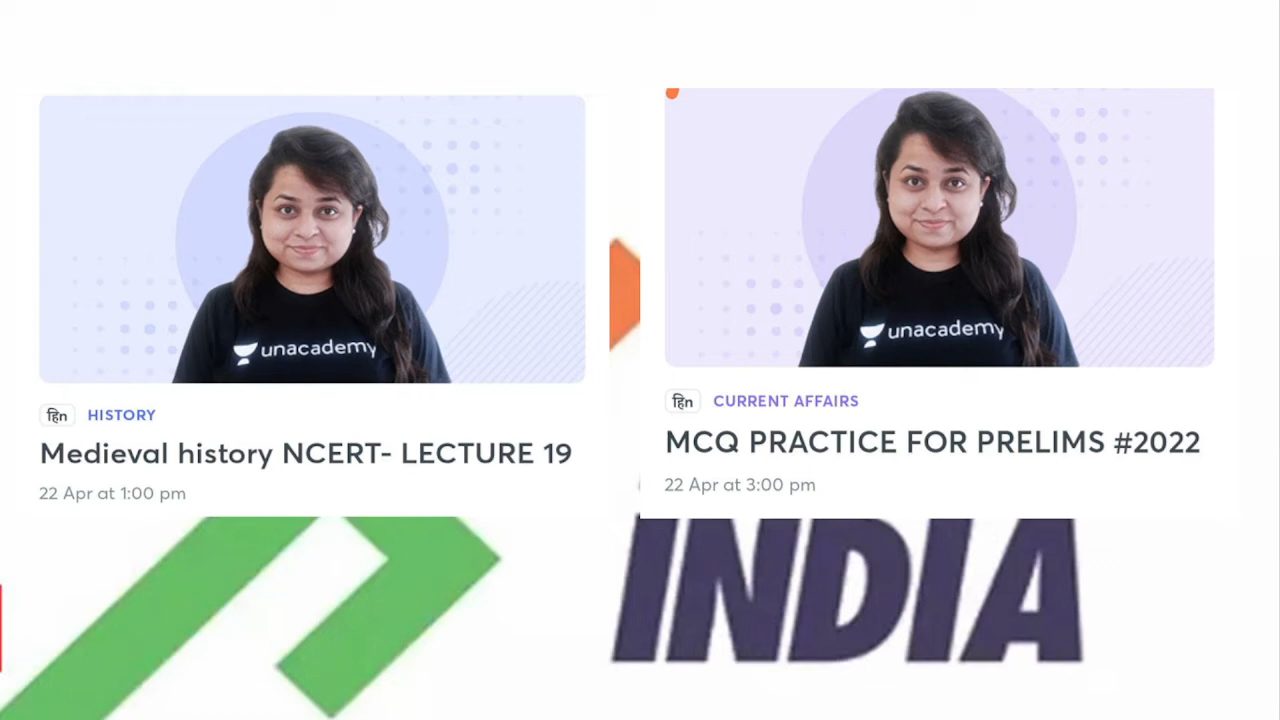 unacademy
हिn HISTORY
Medieval history NCERT- LECTURE 19
22 Apr at 1:00 pm
unacademy
हिn CURRENT AFFAIRS
MCQ PRACTICE FOR PRELIMS #2022
22 Apr at 3:00 pm
INDIA